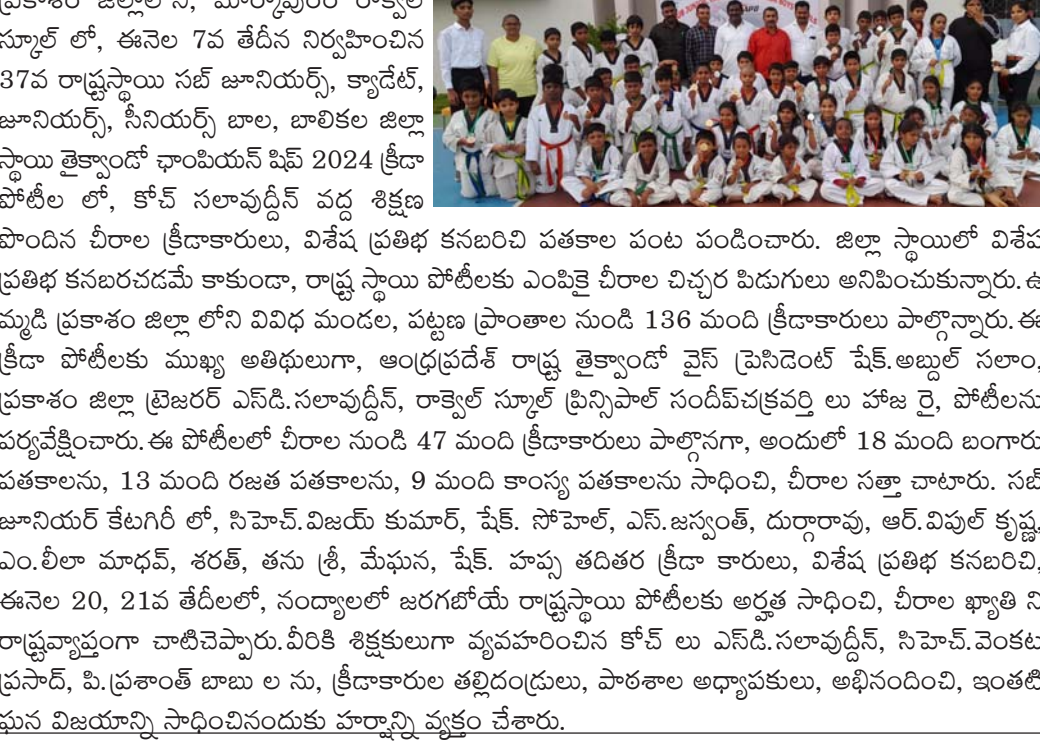 ప్రకాశం జిల్లాలోని, మార్కాపురం రాక్వెల్
స్కూల్ లో, ఈనెల 7వ తేదీన నిర్వహించిన
37వ రాష్ట్రస్థాయి సబ్ జూనియర్స్, క్యాడేట్,
జూనియర్స్, సీనియర్స్ బాల, బాలికల జిల్లా
స్థాయి తైక్వాండో ఛాంపియన్ షిప్ 2024 క్రీడా
పోటీల లో, కోచ్ సలావుద్దీన్ వద్ద శిక్షణ
పొందిన చీరాల క్రీడాకారులు, విశేష ప్రతిభ కనబరిచి పతకాల పంట పండించారు. జిల్లా స్థాయిలో విశేష
ప్రతిభ కనబరచడమే కాకుండా, రాష్ట్ర స్థాయి పోటీలకు ఎంపికై చీరాల చిచ్చర పిడుగులు అనిపించుకున్నారు.ఉ
మ్మడి ప్రకాశం జిల్లా లోని వివిధ మండల, పట్టణ ప్రాంతాల నుండి 136 మంది క్రీడాకారులు పాల్గొన్నారు.ఈ
క్రీడా పోటీలకు ముఖ్య అతిథులుగా, ఆంధ్రప్రదేశ్ రాష్ట్ర తైక్వాండో వైస్ ప్రెసిడెంట్ షేక్.అబ్దుల్ సలాం,
ప్రకాశం జిల్లా ట్రెజరర్ ఎస్‌డి.సలావుద్దీన్, రాక్వెల్ స్కూల్ ప్రిన్సిపాల్ సందీప్‌చక్రవర్తి లు హాజ రై, పోటీలను
పర్యవేక్షించారు.ఈ పోటీలలో చీరాల నుండి 47 మంది క్రీడాకారులు పాల్గొనగా, అందులో 18 మంది బంగారు
పతకాలను, 13 మంది రజత పతకాలను, 9 మంది కాంస్య పతకాలను సాధించి, చీరాల సత్తా చాటారు. సబ్
జూనియర్ కేటగిరీ లో, సిహెచ్.విజయ్ కుమార్, షేక్. సోహెల్, ఎస్.జస్వంత్, దుర్గారావు, ఆర్.విపుల్ కృష్ణ,
ఎం.లీలా మాధవ్, శరత్, తను శ్రీ, మేఘన, షేక్. హప్స తదితర క్రీడా కారులు, విశేష ప్రతిభ కనబరిచి,
ఈనెల 20, 21వ తేదీలలో, నంద్యాలలో జరగబోయే రాష్ట్రస్థాయి పోటీలకు అర్హత సాధించి, చీరాల ఖ్యాతి ని
రాష్ట్రవ్యాప్తంగా చాటిచెప్పారు.వీరికి శిక్షకులుగా వ్యవహరించిన కోచ్ లు ఎస్‌డి.సలావుద్దీన్, సిహెచ్.వెంకట
ప్రసాద్, పి.ప్రశాంత్ బాబు ల ను, క్రీడాకారుల తల్లిదండ్రులు, పాఠశాల అధ్యాపకులు, అభినందించి, ఇంతటి
ఘన విజయాన్ని సాధించినందుకు హర్షాన్ని వ్యక్తం చేశారు.